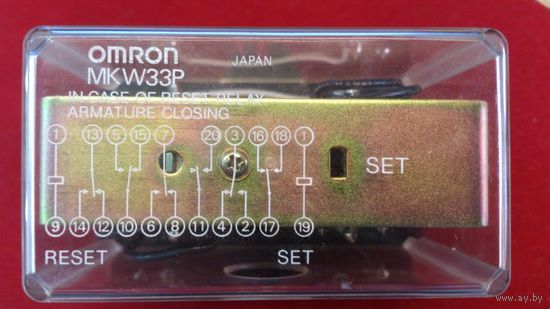 OMRON
JAPAN
MKW33P
IN CASE OF RESET RELAY
ARMATURE CLOSING
1 13 5 15 7 20 3 16 18 1
SET
9 14 12 10 6 8 11 4 2 17 19
RESET SET
www.ay.by